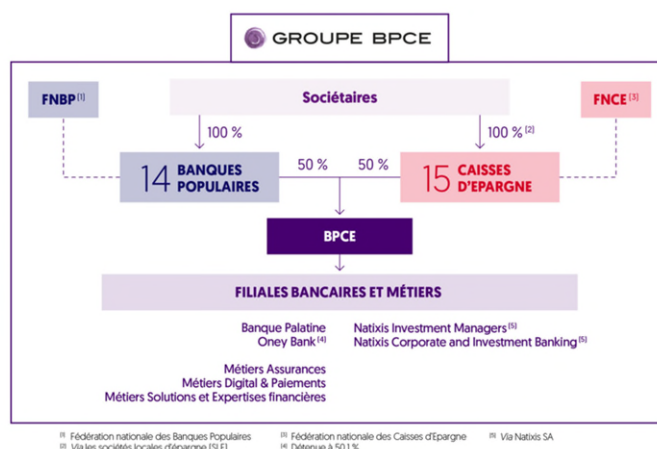 GROUPE BPCE
FNBP [1]
Sociétaires
FNCE [3]
100 %
100 % [2]
14 BANQUES
POPULAIRES
50 %
50 %
15 CAISSES
D'EPARGNE
BPCE
FILIALES BANCAIRES ET MÉTIERS
Banque Palatine
Oney Bank [4]
Natixis Investment Managers [5]
Natixis Corporate and Investment Banking [5]
Métiers Assurances
Métiers Digital & Paiements
Métiers Solutions et Expertises financières
[1] Fédération nationale des Banques Populaires
[3] Fédération nationale des Caisses d'Epargne
[5] Via Natixis SA
[2] Via les sociétés locales d'épargne [SLE]
[4] Détenue à 50,1 %